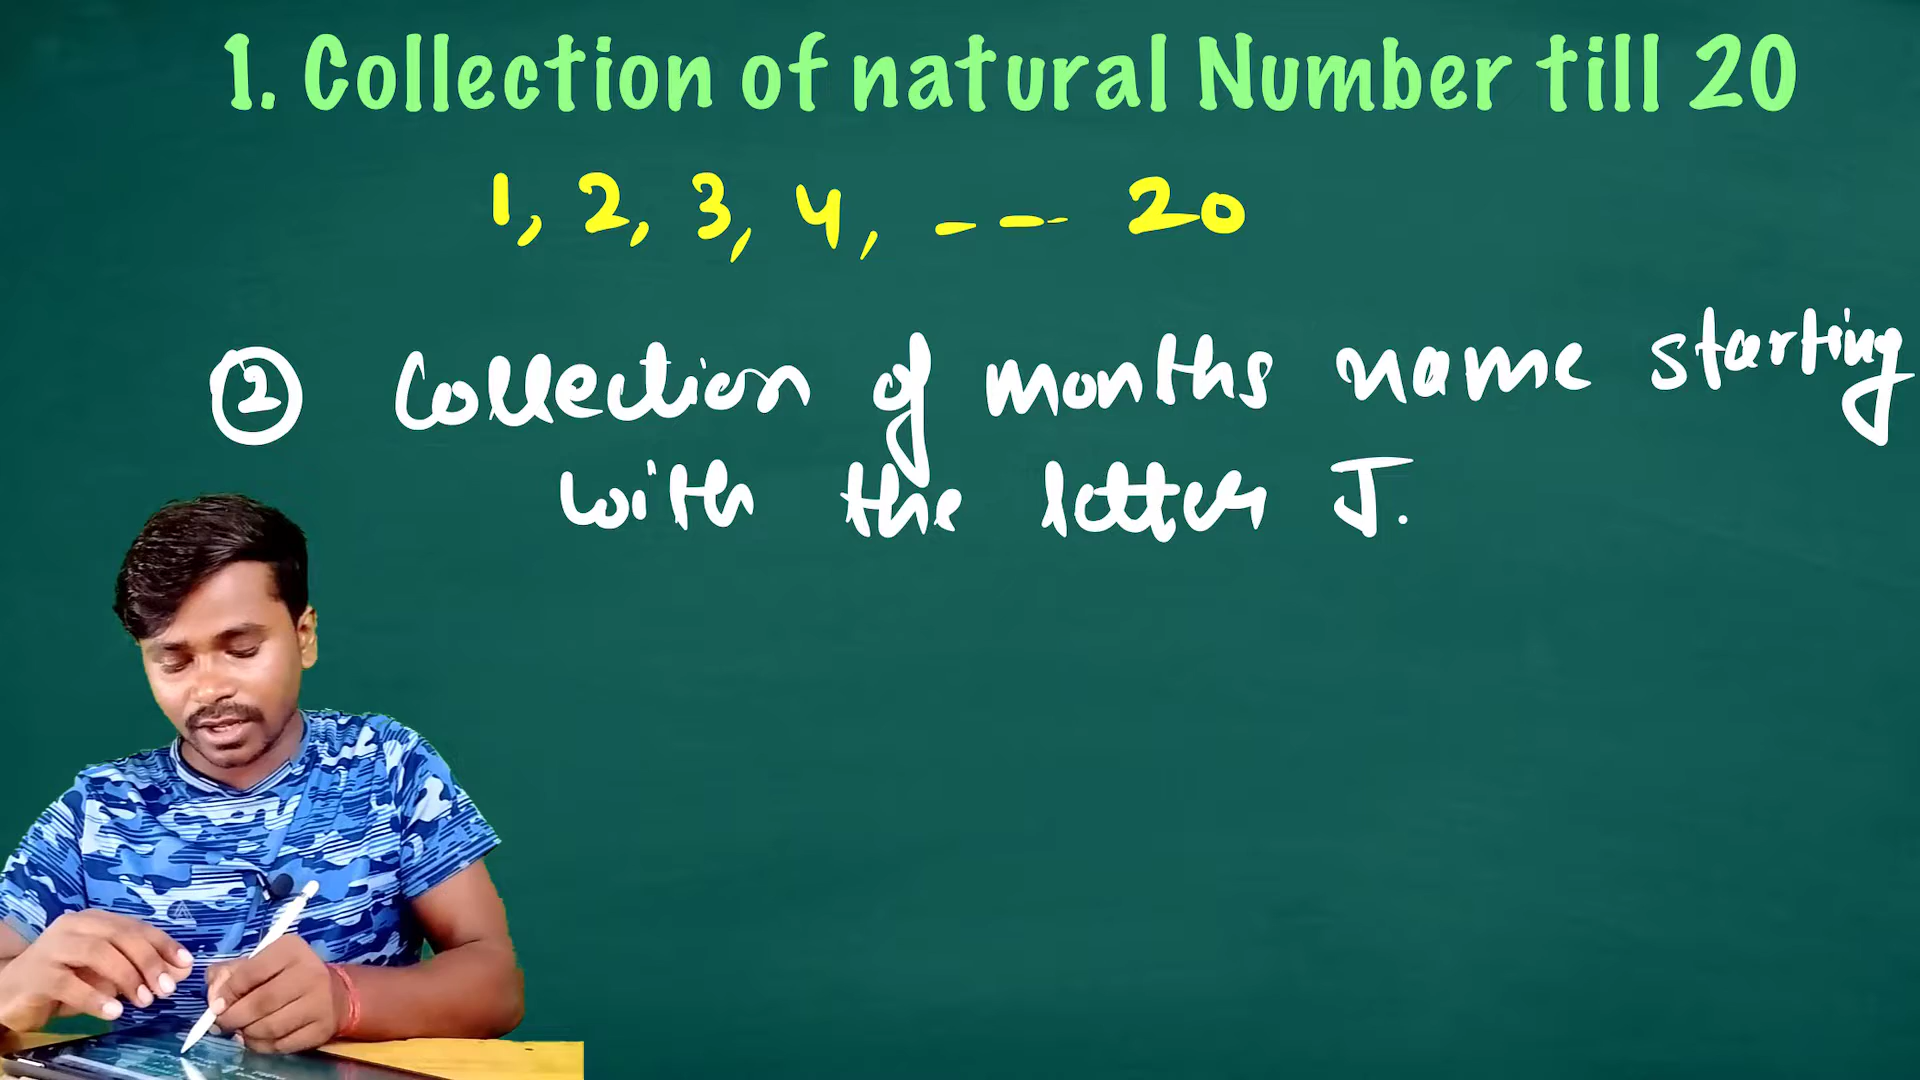 1. Collection of natural Number till 20
1, 2, 3, 4, - -- 20
② Collection of months name starting
with the letter J.